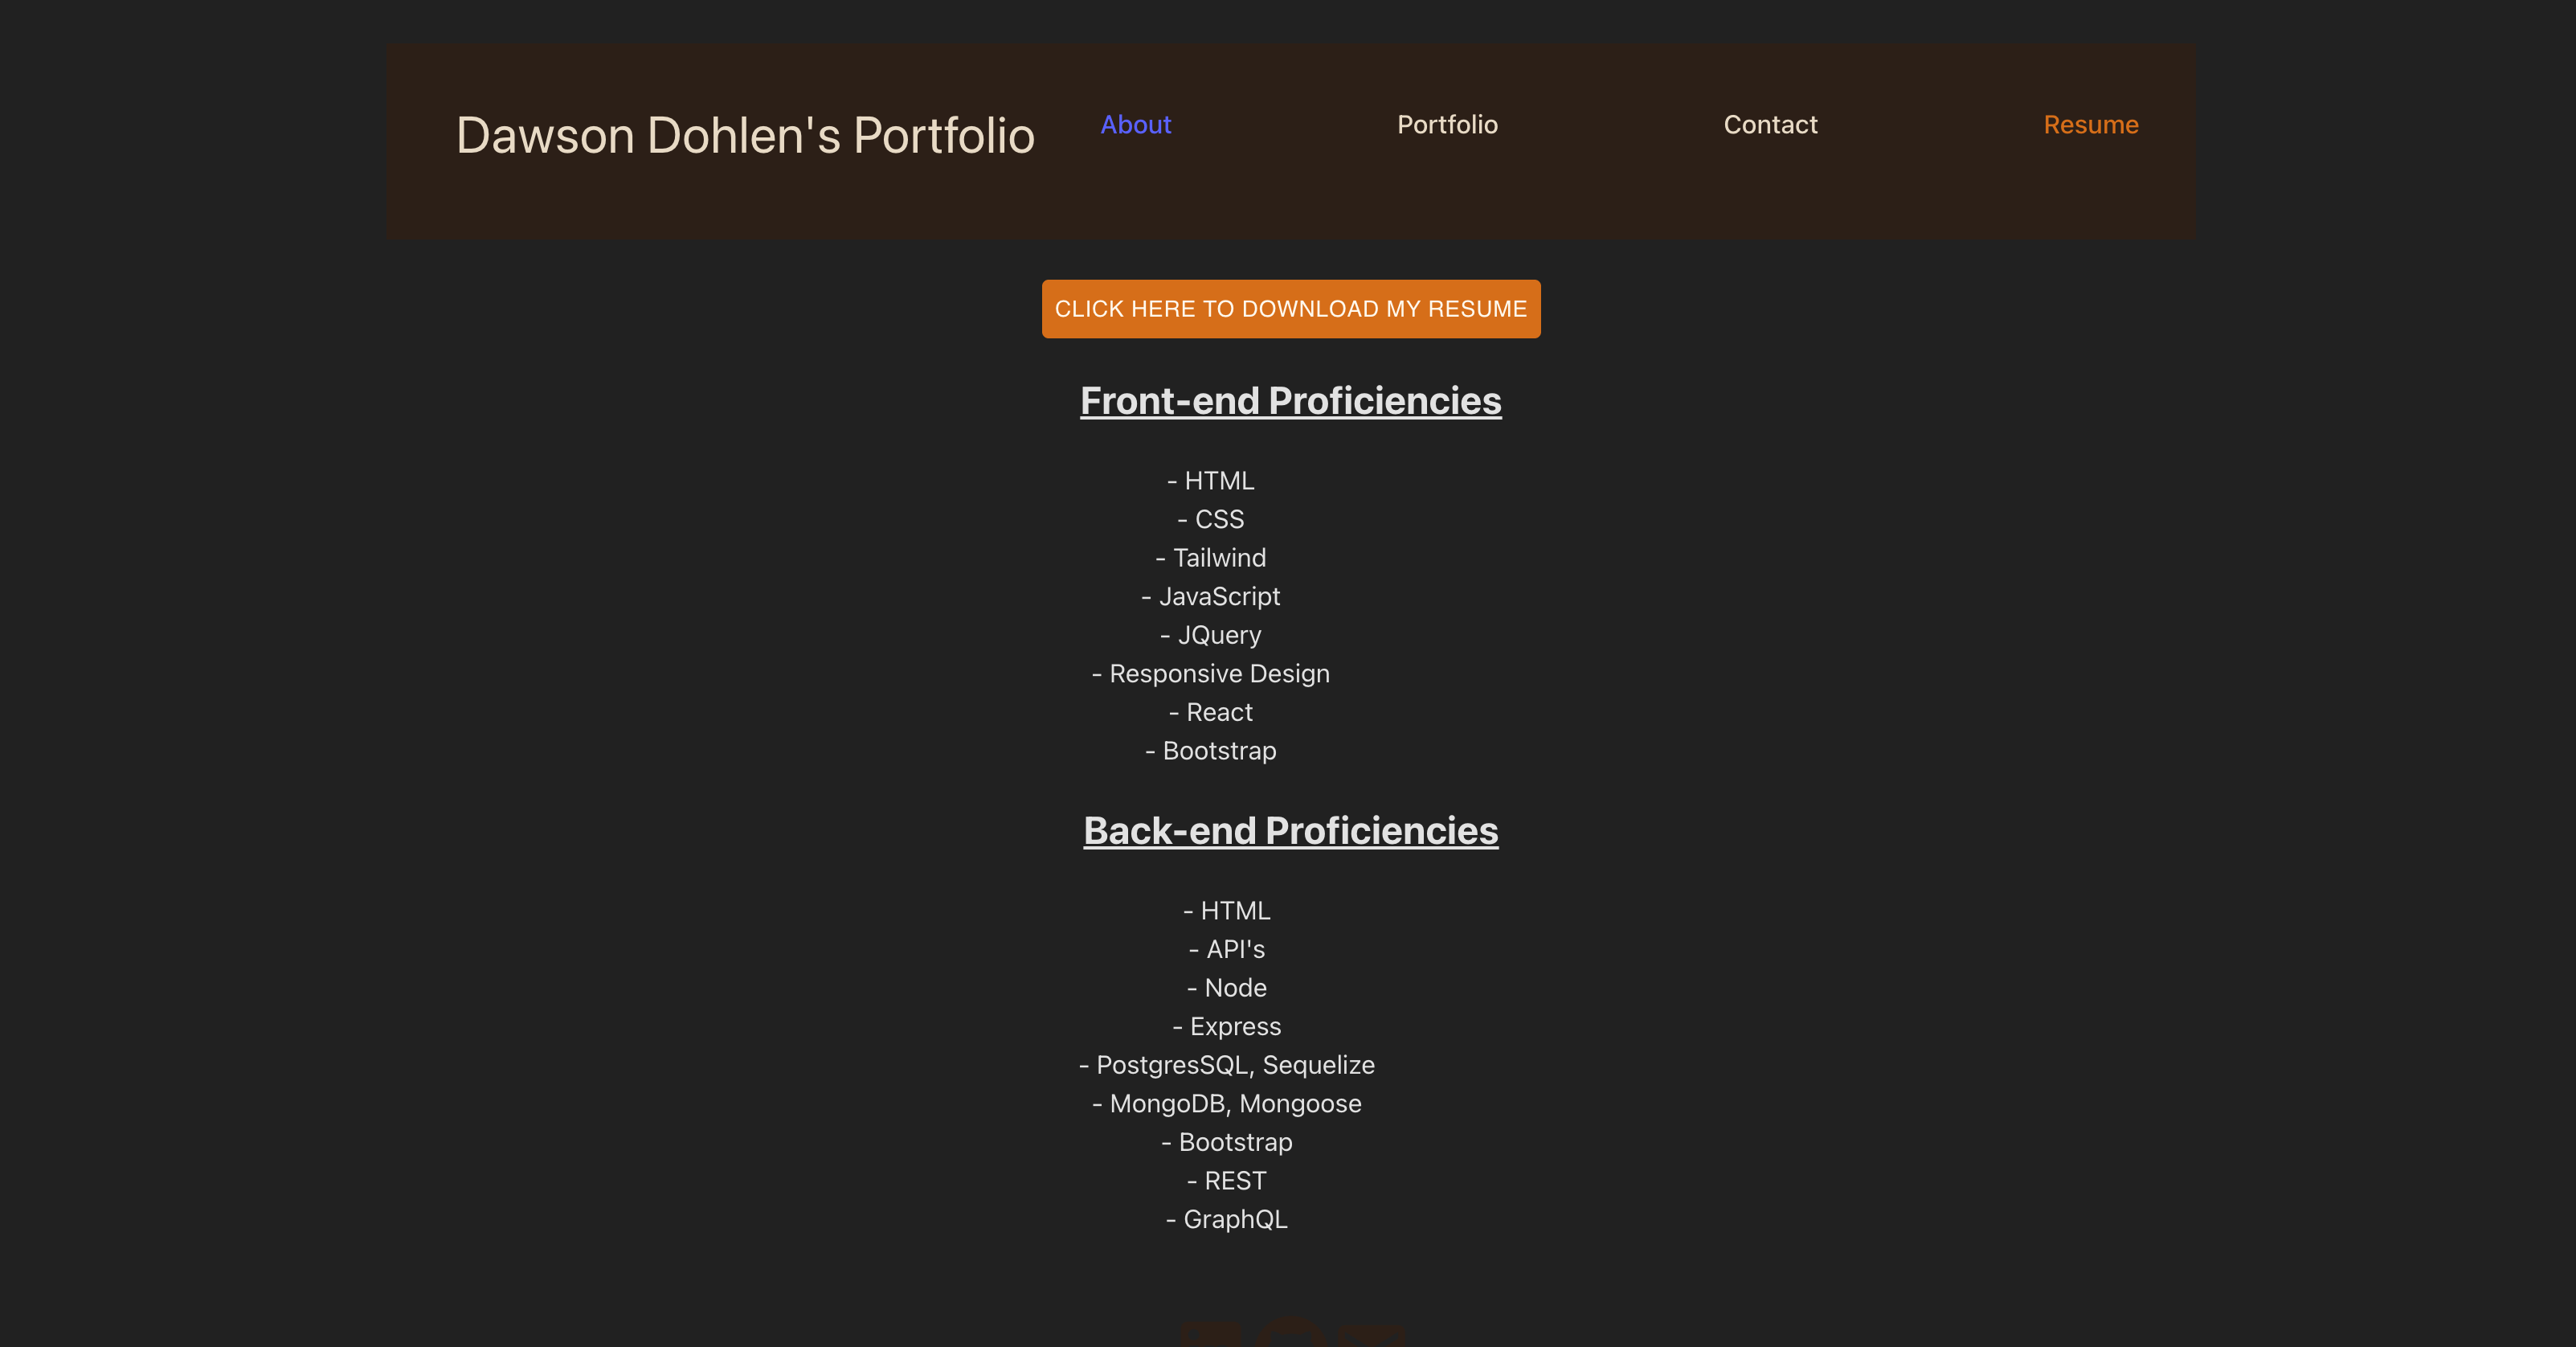 Dawson Dohlen's Portfolio
About
Portfolio
Contact
Resume
CLICK HERE TO DOWNLOAD MY RESUME
Front-end Proficiencies
- HTML
- CSS
- Tailwind
- JavaScript
- JQuery
- Responsive Design
- React
- Bootstrap
Back-end Proficiencies
- HTML
- API's
- Node
- Express
- PostgresSQL, Sequelize
- MongoDB, Mongoose
- Bootstrap
- REST
- GraphQL